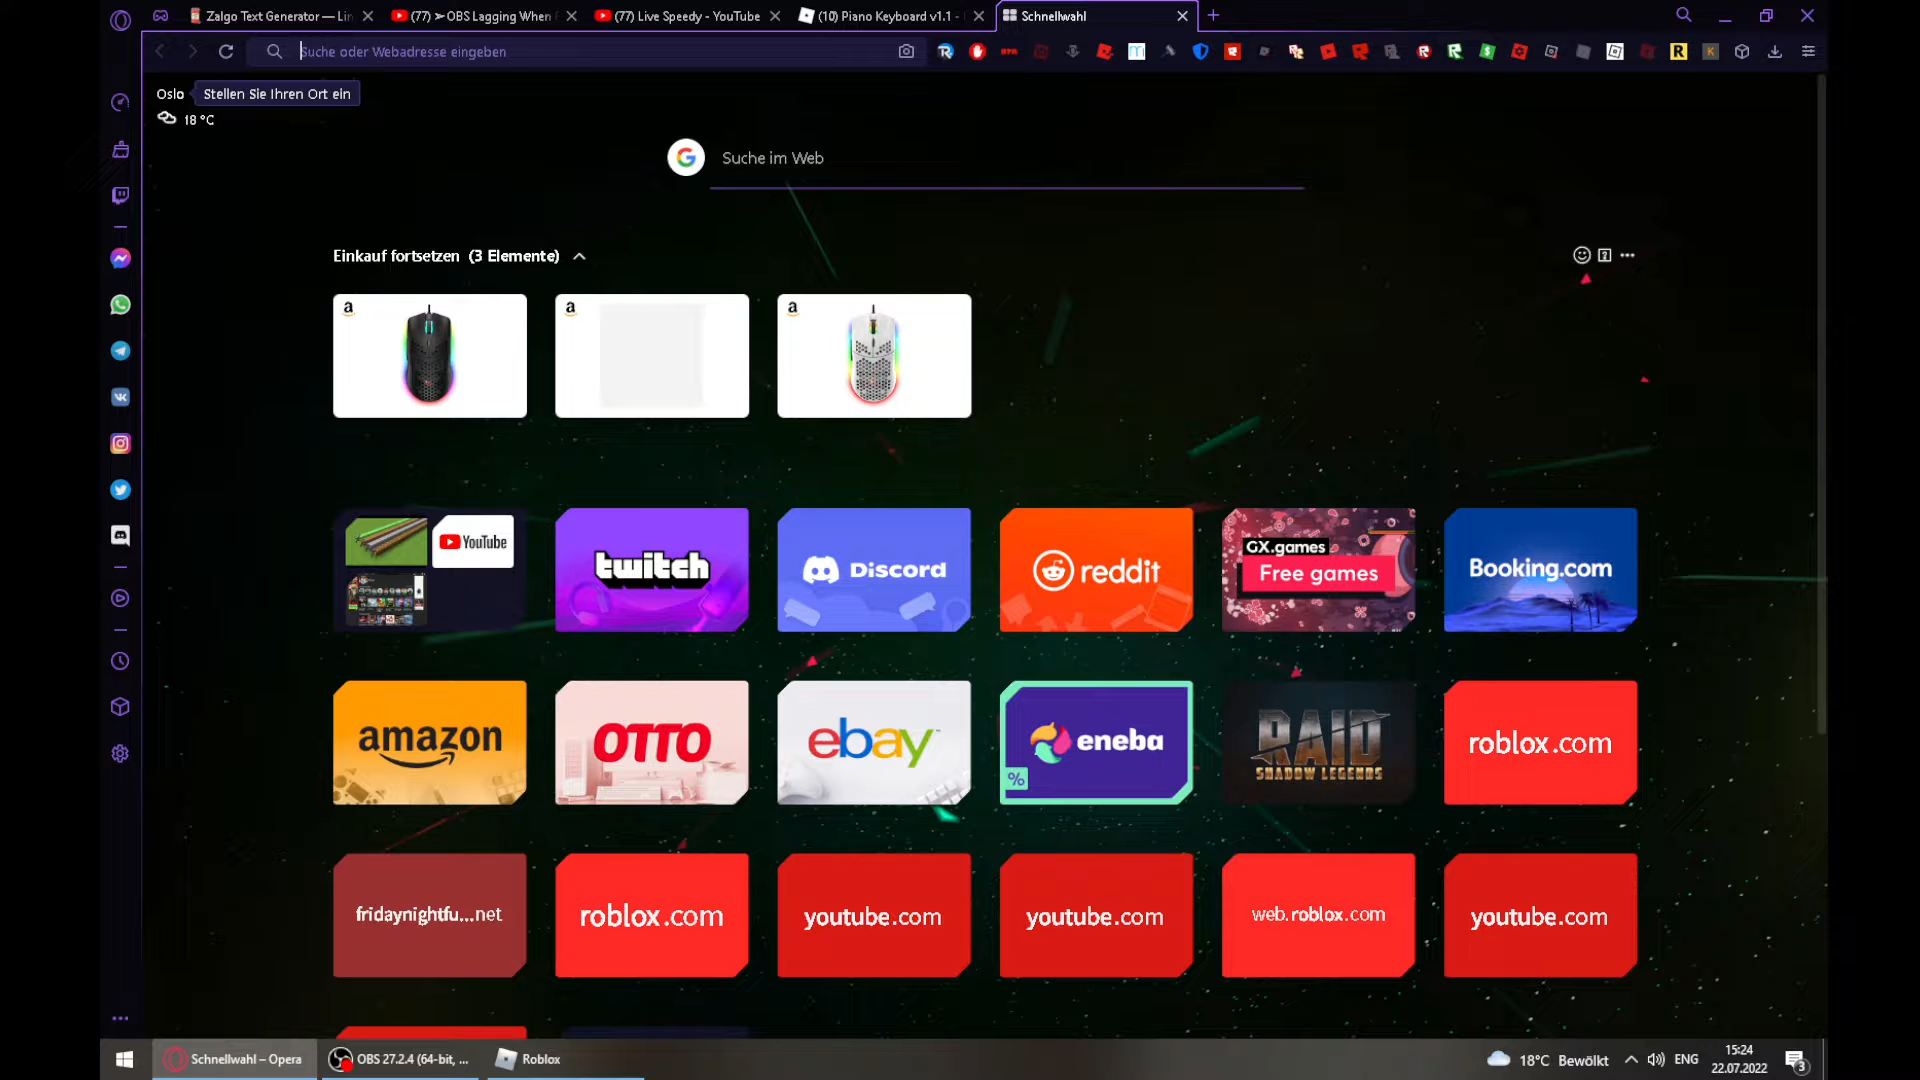 Zalgo Text Generator — Lin
(77) ➢OBS Lagging When
(77) Live Speedy - YouTube
(10) Piano Keyboard v1.1 -
Schnellwahl
Suche oder Webadresse eingeben
Oslo
Stellen Sie Ihren Ort ein
18 °C
Suche im Web
Einkauf fortsetzen (3 Elemente)
YouTube
twitch
Discord
reddit
GX.games
Free games
Booking.com
amazon
OTTO
ebay
eneba
%
RAID
SHADOW LEGENDS
roblox.com
fridaynightfu...net
roblox.com
youtube.com
youtube.com
web.roblox.com
youtube.com
Schnellwahl – Opera
OBS 27.2.4 (64-bit, ...
Roblox
18°C Bewölkt
ENG
15:24
22.07.2022
3